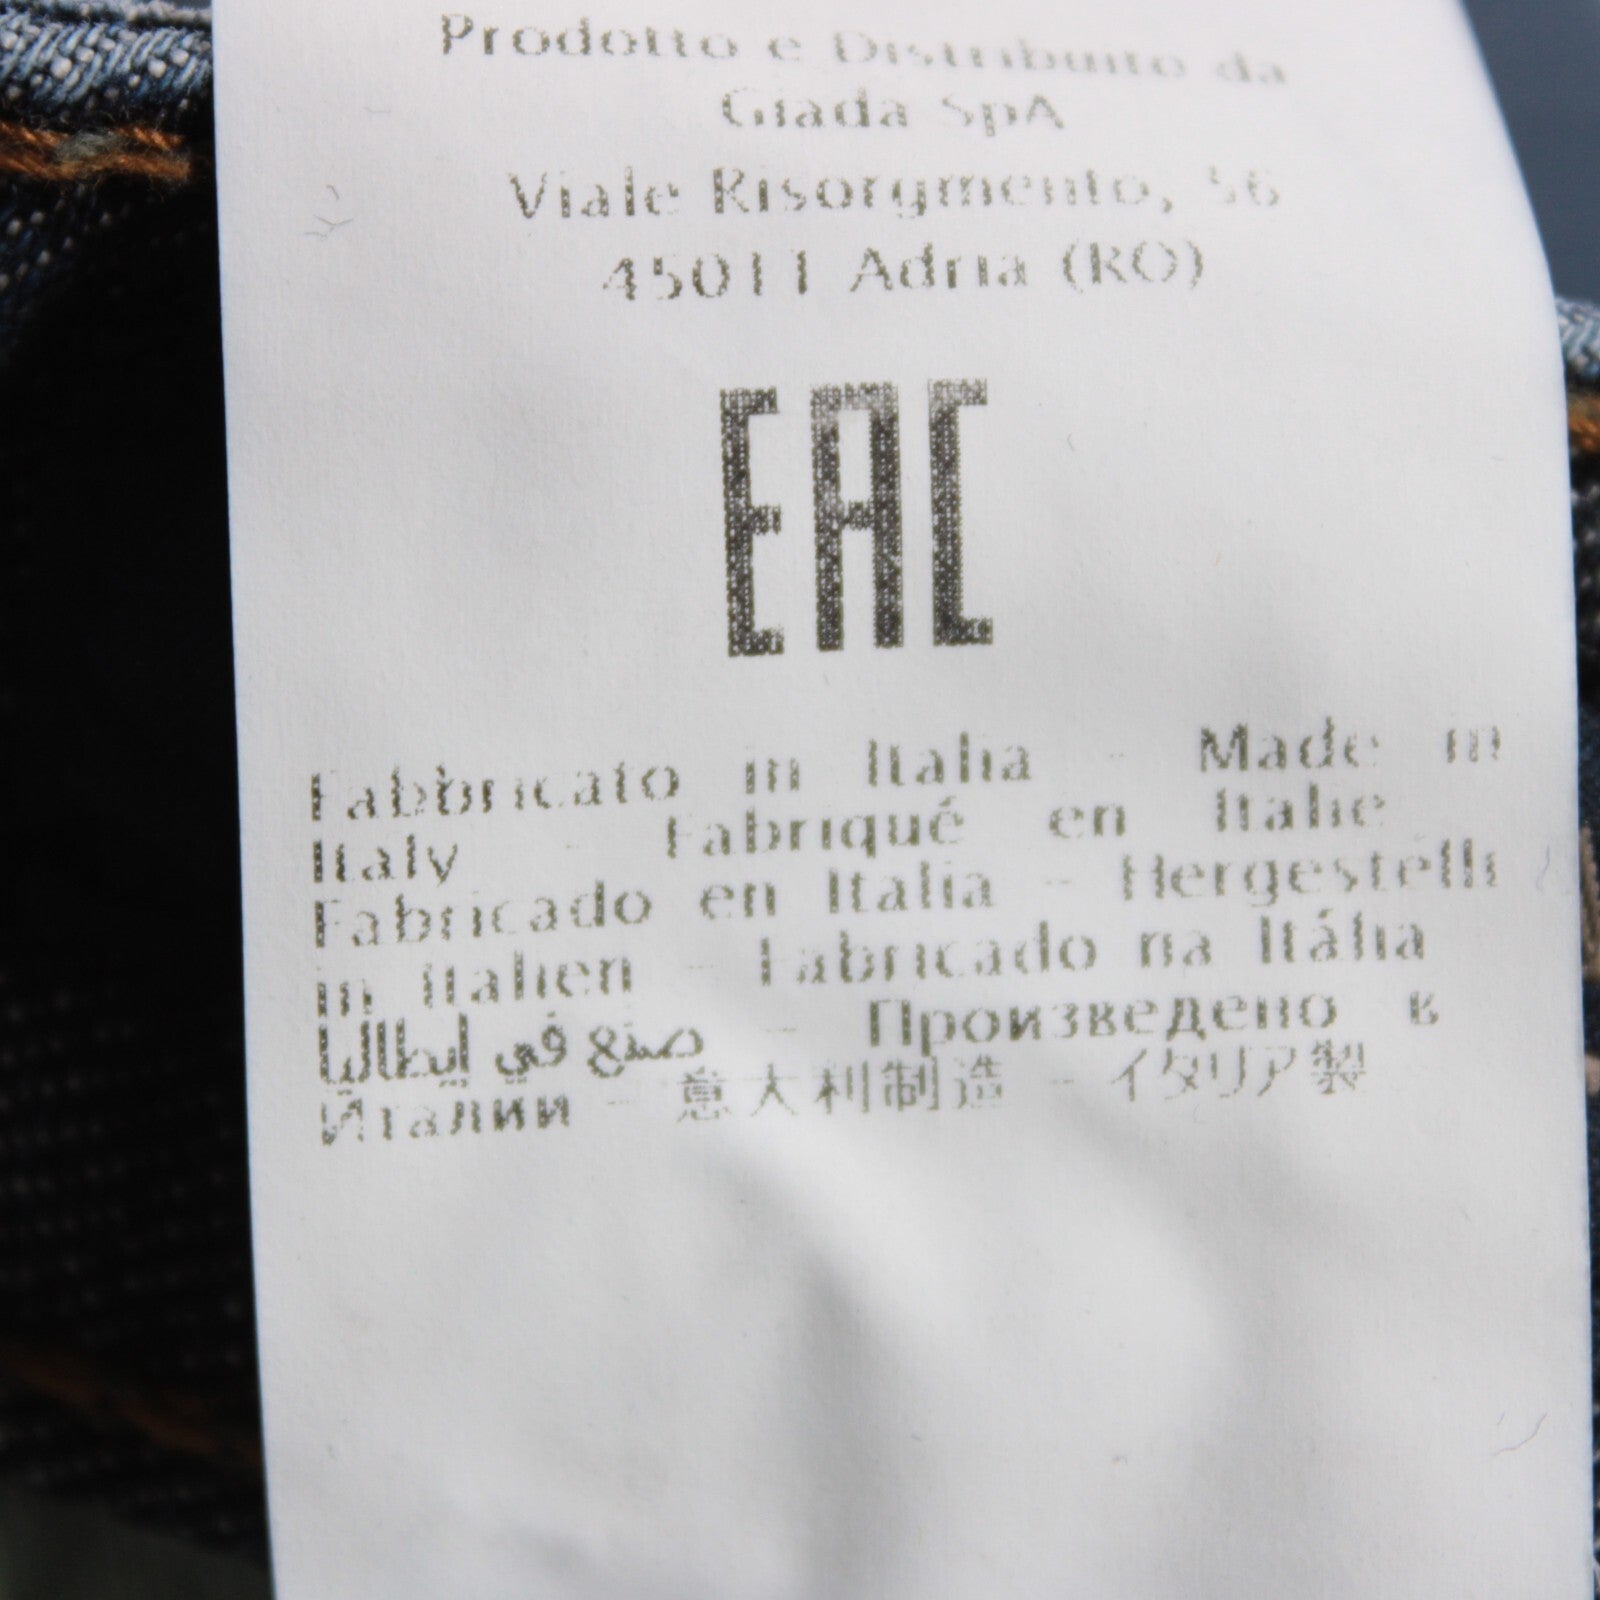 Prodotto e Distribuito da
Giada SpA
Viale Risorgimento, 36
45011 Adria (RO)
EAC
Fabbricato in Italia - Made in
Italy - Fabriqué en Italie
Fabricado en Italia - Hergestellt
in Italien - Fabricado na Itália
صنع في إيطاليا - Произведено в
Италии - 意大利制造 - イタリア製